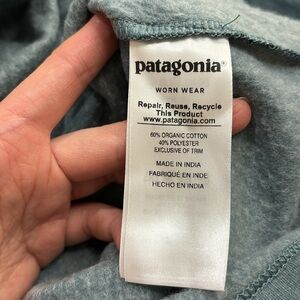 patagonia®
WORN WEAR
Repair, Reuse, Recycle
This Product
www.patagonia.com
60% ORGANIC COTTON
40% POLYESTER
EXCLUSIVE OF TRIM
MADE IN INDIA
FABRIQUÉ EN INDE
HECHO EN INDIA